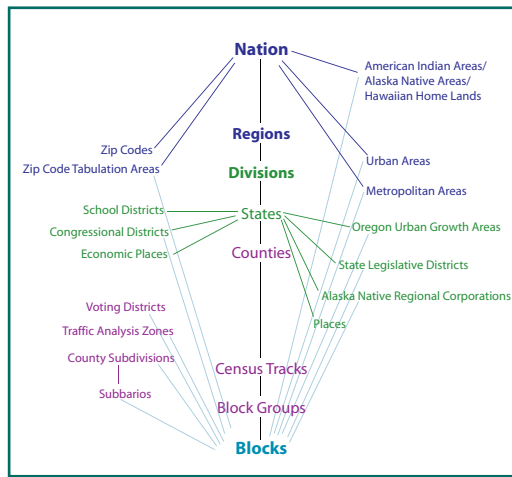 Nation
American Indian Areas/
Alaska Native Areas/
Hawaiian Home Lands
Regions
Zip Codes
Urban Areas
Zip Code Tabulation Areas
Divisions
Metropolitan Areas
School Districts
States
Congressional Districts
Oregon Urban Growth Areas
Economic Places
Counties
State Legislative Districts
Alaska Native Regional Corporations
Voting Districts
Places
Traffic Analysis Zones
County Subdivisions
Census Tracks
Subbarios
Block Groups
Blocks